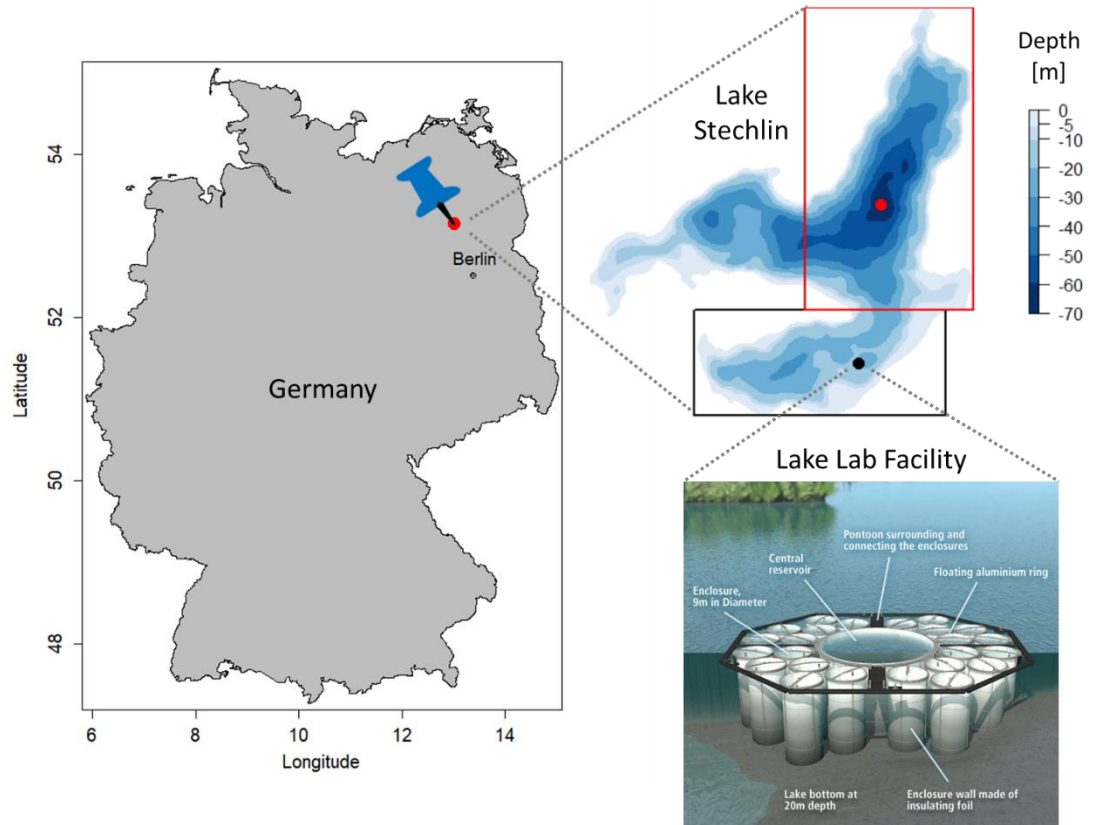 54
52
50
48
Latitude
6
8
10
12
14
Longitude
Germany
Berlin
Lake
Stechlin
Depth
[m]
0
-5
-10
-20
-30
-40
-50
-60
-70
Lake Lab Facility
Pontoon surrounding and
connecting the enclosures
Central
reservoir
Floating aluminium ring
Enclosure,
9m in Diameter
Lake bottom at
20m depth
Enclosure wall made of
insulating foil